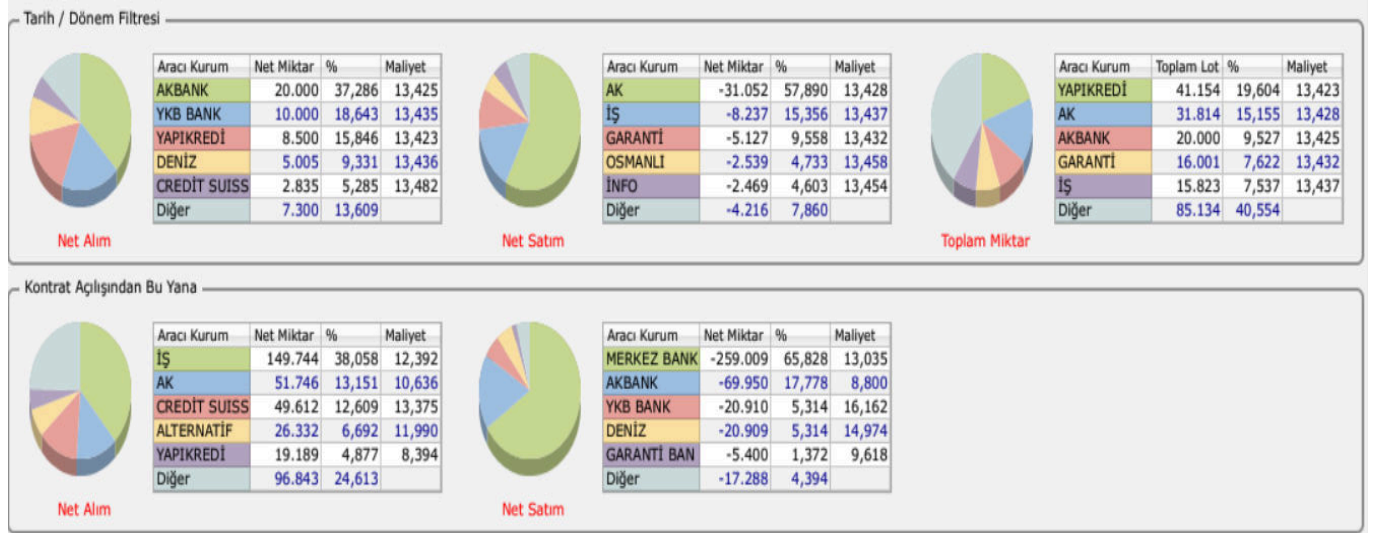 Tarih / Dönem Filtresi
Aracı Kurum Net Miktar % Maliyet
AKBANK 20.000 37,286 13,425
YKB BANK 10.000 18,643 13,435
YAPIKREDİ 8.500 15,846 13,423
DENİZ 5.005 9,331 13,436
CREDİT SUISS 2.835 5,285 13,482
Diğer 7.300 13,609
Net Alım
Aracı Kurum Net Miktar % Maliyet
AK -31.052 57,890 13,428
İŞ -8.237 15,356 13,437
GARANTİ -5.127 9,558 13,432
OSMANLI -2.539 4,733 13,458
İNFO -2.469 4,603 13,454
Diğer -4.216 7,860
Net Satım
Aracı Kurum Toplam Lot % Maliyet
YAPIKREDİ 41.154 19,604 13,423
AK 31.814 15,155 13,428
AKBANK 20.000 9,527 13,425
GARANTİ 16.001 7,622 13,432
İŞ 15.823 7,537 13,437
Diğer 85.134 40,554
Toplam Miktar
Kontrat Açılışından Bu Yana
Aracı Kurum Net Miktar % Maliyet
İŞ 149.744 38,058 12,392
AK 51.746 13,151 10,636
CREDİT SUISS 49.612 12,609 13,375
ALTERNATİF 26.332 6,692 11,990
YAPIKREDİ 19.189 4,877 8,394
Diğer 96.843 24,613
Net Alım
Aracı Kurum Net Miktar % Maliyet
MERKEZ BANK -259.009 65,828 13,035
AKBANK -69.950 17,778 8,800
YKB BANK -20.910 5,314 16,162
DENİZ -20.909 5,314 14,974
GARANTİ BAN -5.400 1,372 9,618
Diğer -17.288 4,394
Net Satım